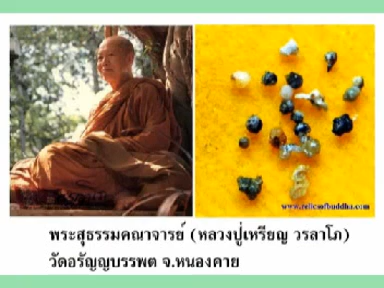 www.relicofbuddha.com
พระสุธรรมคณาจารย์ (หลวงปู่เหรียญ วรลาโภ)
วัดอรัญญบรรพต จ.หนองคาย